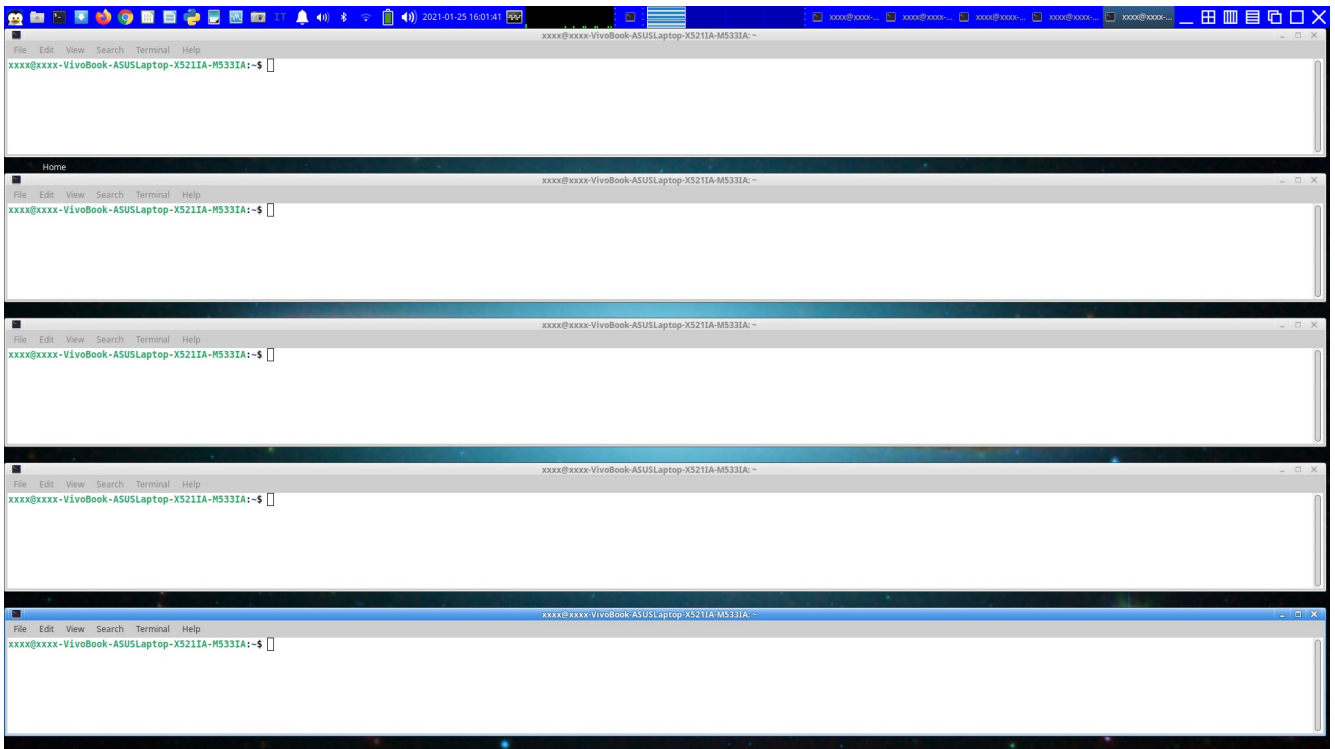 IT 2021-01-25 16:01:41 xxxx@xxxx-... xxxx@xxxx-... xxxx@xxxx-... xxxx@xxxx-... xxxx@xxxx-...
xxxx@xxxx-VivoBook-ASUSLaptop-X521IA-M533IA: ~
File Edit View Search Terminal Help
xxxx@xxxx-VivoBook-ASUSLaptop-X521IA-M533IA:~$
Home
xxxx@xxxx-VivoBook-ASUSLaptop-X521IA-M533IA: ~
File Edit View Search Terminal Help
xxxx@xxxx-VivoBook-ASUSLaptop-X521IA-M533IA:~$
xxxx@xxxx-VivoBook-ASUSLaptop-X521IA-M533IA: ~
File Edit View Search Terminal Help
xxxx@xxxx-VivoBook-ASUSLaptop-X521IA-M533IA:~$
xxxx@xxxx-VivoBook-ASUSLaptop-X521IA-M533IA: ~
File Edit View Search Terminal Help
xxxx@xxxx-VivoBook-ASUSLaptop-X521IA-M533IA:~$
xxxx@xxxx-VivoBook-ASUSLaptop-X521IA-M533IA: ~
File Edit View Search Terminal Help
xxxx@xxxx-VivoBook-ASUSLaptop-X521IA-M533IA:~$